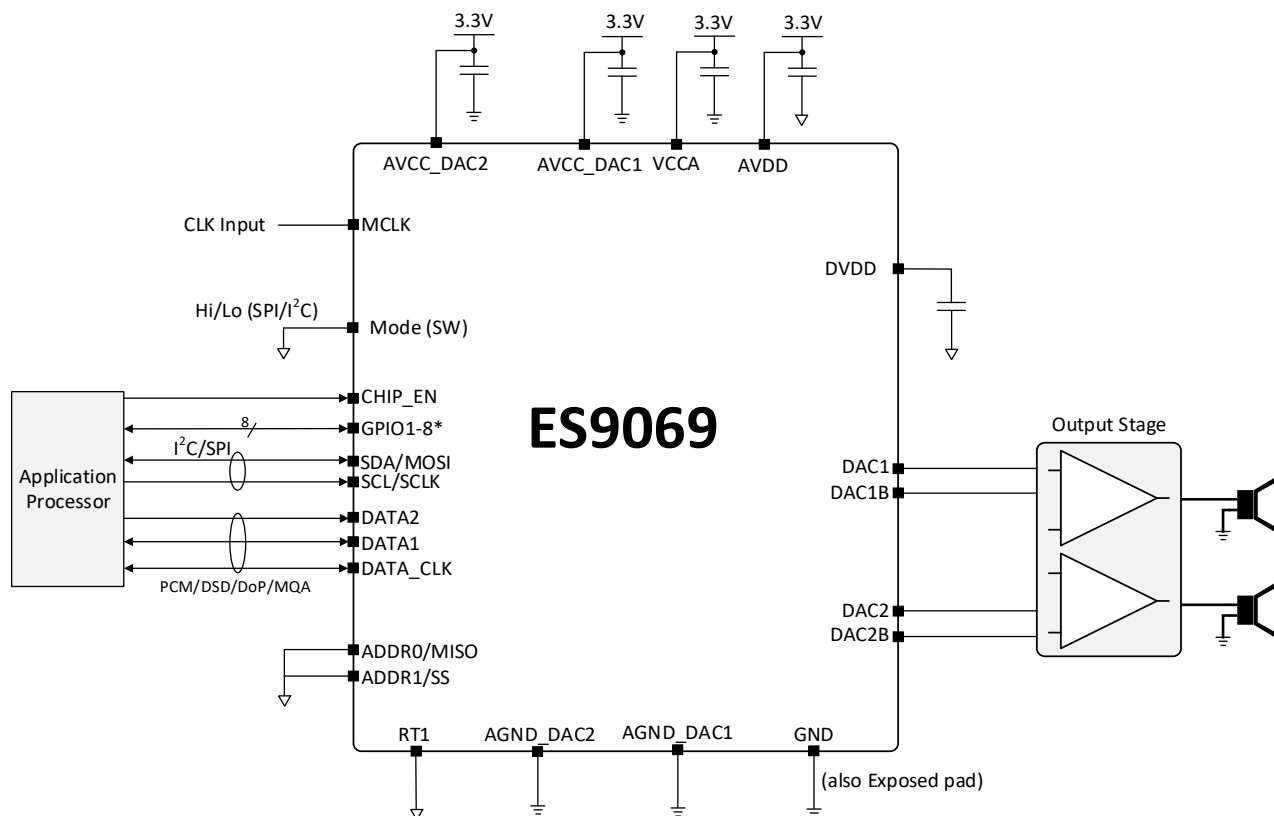 3.3V
3.3V
3.3V
3.3V
AVCC_DAC2
AVCC_DAC1
VCCA
AVDD
CLK Input
MCLK
DVDD
Hi/Lo (SPI/I²C)
Mode (SW)
CHIP_EN
8
GPIO1-8*
I²C/SPI
SDA/MOSI
SCL/SCLK
Application
Processor
DATA2
DATA1
DATA_CLK
PCM/DSD/DoP/MQA
ES9069
Output Stage
DAC1
DAC1B
DAC2
DAC2B
ADDR0/MISO
ADDR1/SS
RT1
AGND_DAC2
AGND_DAC1
GND
(also Exposed pad)